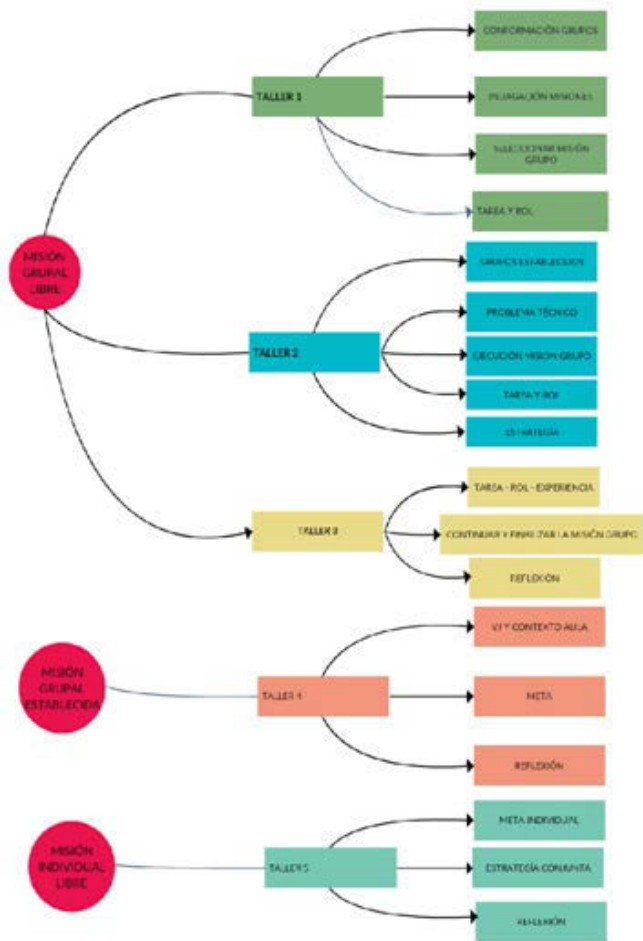 CONFORMACIÓN GRUPOS
TALLER 1
INDAGACIÓN MISIONES
SELECCIONAR MISIÓN
GRUPO
TAREA Y ROL
MISIÓN
GRUPAL
LIBRE
GRUPOS ESTABLECIDOS
PROBLEMA TÉCNICO
TALLER 2
EJECUCIÓN MISIÓN GRUPO
TAREA Y ROL
ESTRATEGIA
TAREA - ROL - EXPERIENCIA
TALLER 3
CONTINUAR Y FINALIZAR LA MISIÓN GRUPO
REFLEXIÓN
VJ Y CONTEXTO AULA
MISIÓN
GRUPAL
ESTABLECIDA
TALLER 4
META
REFLEXIÓN
META INDIVIDUAL
MISIÓN
INDIVIDUAL
LIBRE
TALLER 5
ESTRATEGÍA CONJUNTA
REFLEXIÓN